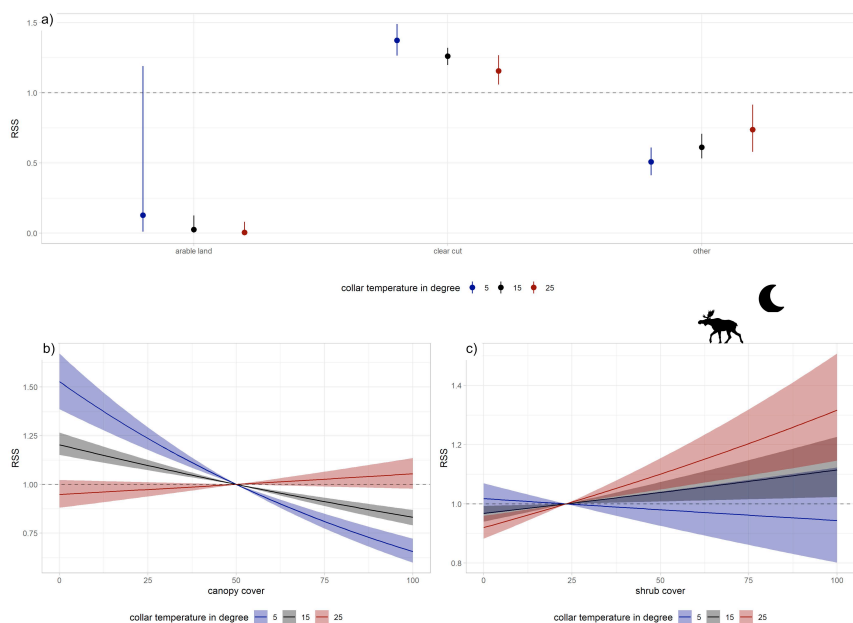 a)
1.5
1.0
0.5
0.0
RSS
arable land clear cut other
collar temperature in degree 5 15 25
b)
1.50
1.25
1.00
0.75
RSS
0 25 50 75 100
canopy cover
collar temperature in degree 5 15 25
c)
1.4
1.2
1.0
0.8
RSS
0 25 50 75 100
shrub cover
collar temperature in degree 5 15 25